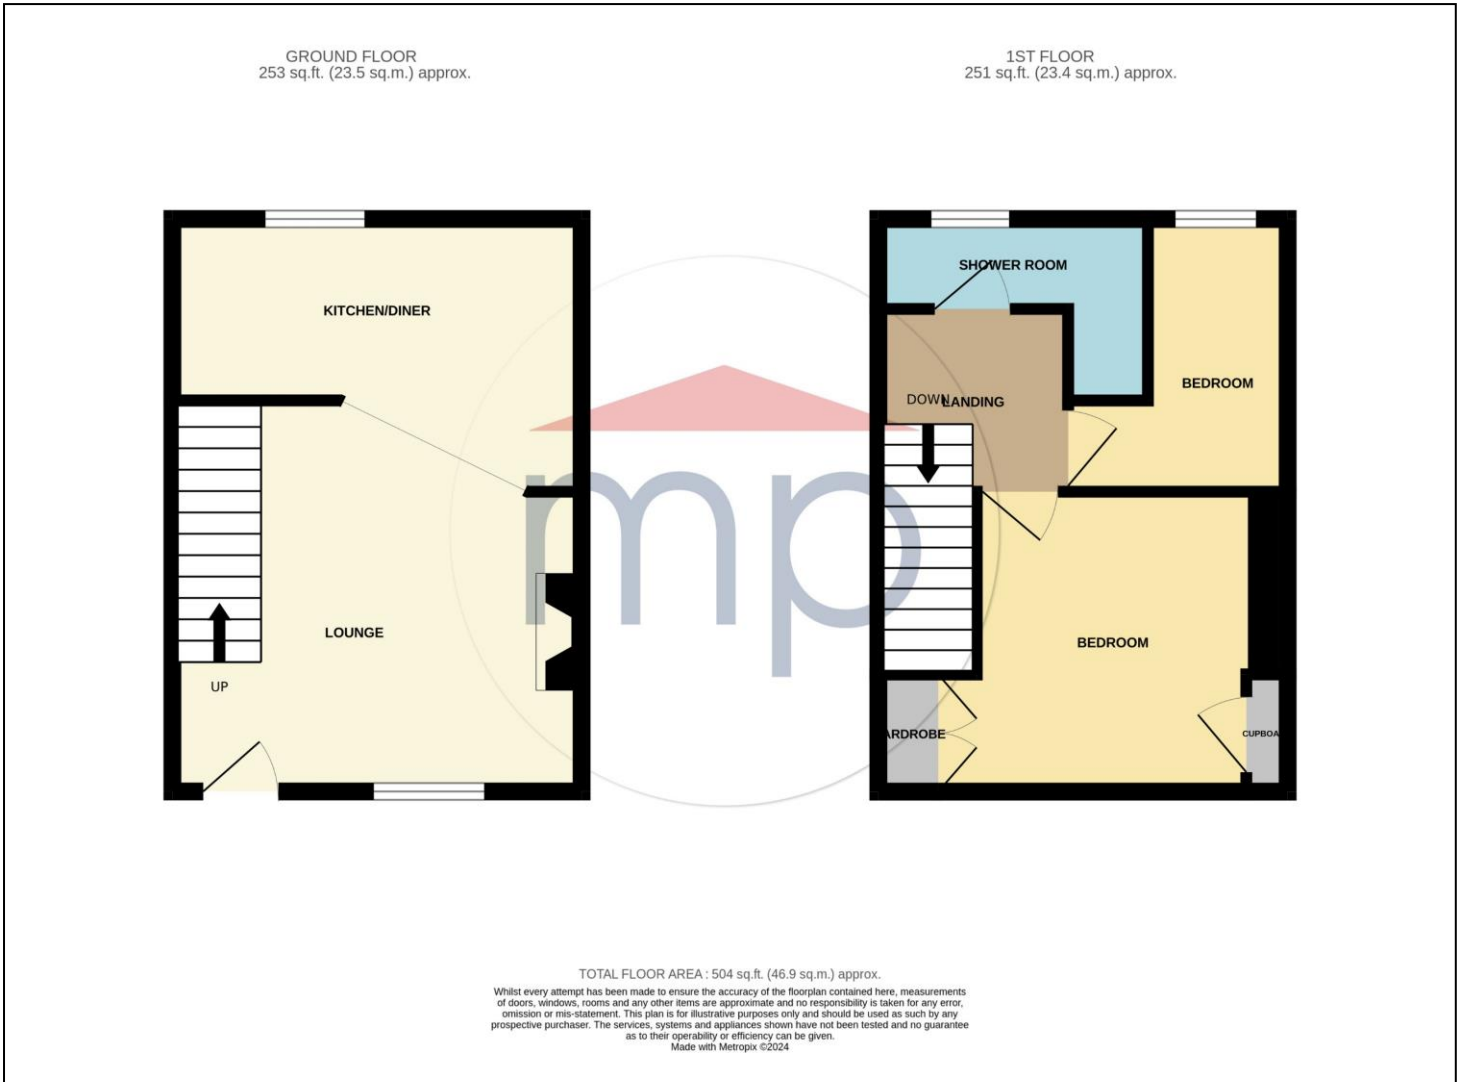 GROUND FLOOR
253 sq.ft. (23.5 sq.m.) approx.
1ST FLOOR
251 sq.ft. (23.4 sq.m.) approx.
KITCHEN/DINER
LOUNGE
UP
SHOWER ROOM
BEDROOM
DOWN
LANDING
BEDROOM
ARDROBE
CUPBOA
mp
TOTAL FLOOR AREA : 504 sq.ft. (46.9 sq.m.) approx.
Whilst every attempt has been made to ensure the accuracy of the floorplan contained here, measurements
of doors, windows, rooms and any other items are approximate and no responsibility is taken for any error,
omission or mis-statement. This plan is for illustrative purposes only and should be used as such by any
prospective purchaser. The services, systems and appliances shown have not been tested and no guarantee
as to their operability or efficiency can be given.
Made with Metropix ©2024